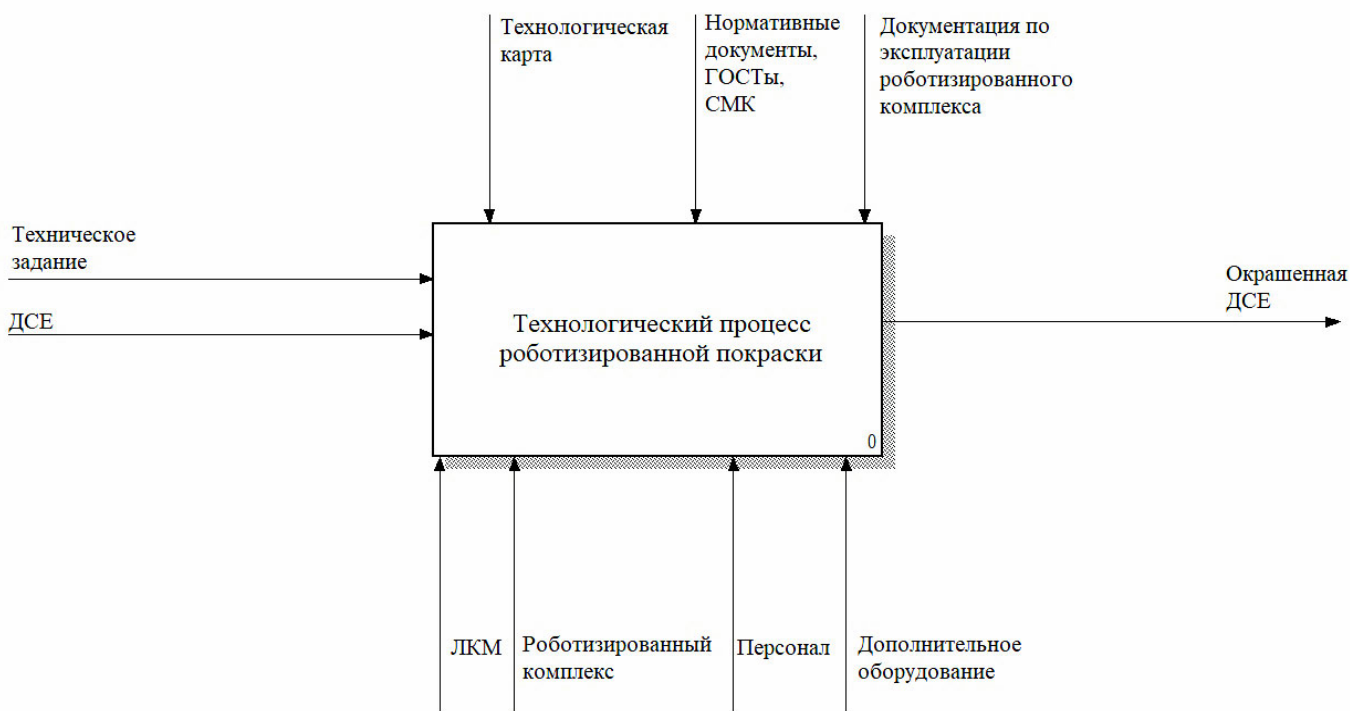 Технологическая
карта
Нормативные
документы,
ГОСТы,
СМК
Документация по
эксплуатации
роботизированного
комплекса
Техническое
задание
ДСЕ
Технологический процесс
роботизированной покраски
0
Окрашенная
ДСЕ
ЛКМ
Роботизированный
комплекс
Персонал
Дополнительное
оборудование